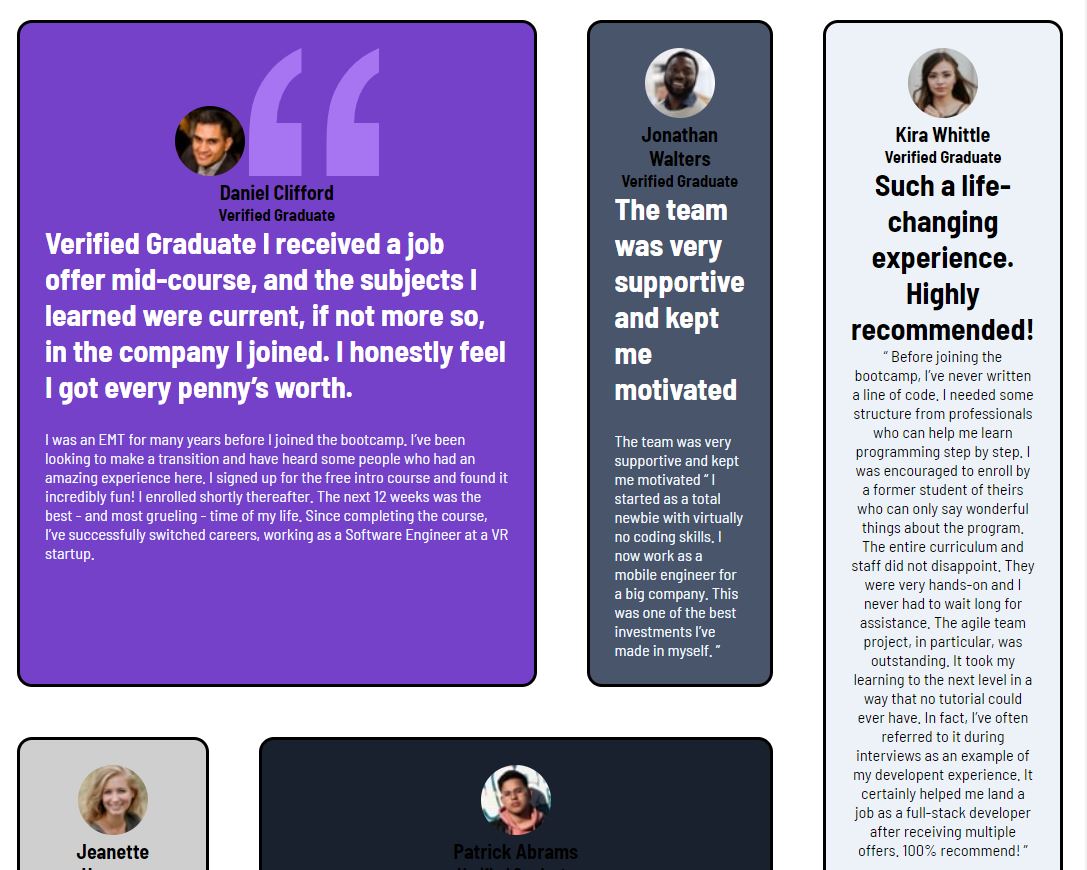 Daniel Clifford
Verified Graduate
Verified Graduate I received a job
offer mid-course, and the subjects I
learned were current, if not more so,
in the company I joined. I honestly feel
I got every penny’s worth.
I was an EMT for many years before I joined the bootcamp. I’ve been
looking to make a transition and have heard some people who had an
amazing experience here. I signed up for the free intro course and found it
incredibly fun! I enrolled shortly thereafter. The next 12 weeks was the
best - and most grueling - time of my life. Since completing the course,
I’ve successfully switched careers, working as a Software Engineer at a VR
startup.
Jonathan
Walters
Verified Graduate
The team
was very
supportive
and kept
me
motivated
The team was very
supportive and kept
me motivated “ I
started as a total
newbie with virtually
no coding skills. I
now work as a
mobile engineer for
a big company. This
was one of the best
investments I’ve
made in myself. ”
Kira Whittle
Verified Graduate
Such a life-
changing
experience.
Highly
recommended!
“ Before joining the
bootcamp, I’ve never written
a line of code. I needed some
structure from professionals
who can help me learn
programming step by step. I
was encouraged to enroll by
a former student of theirs
who can only say wonderful
things about the program.
The entire curriculum and
staff did not disappoint. They
were very hands-on and I
never had to wait long for
assistance. The agile team
project, in particular, was
outstanding. It took my
learning to the next level in a
way that no tutorial could
ever have. In fact, I’ve often
referred to it during
interviews as an example of
my developent experience. It
certainly helped me land a
job as a full-stack developer
after receiving multiple
offers. 100% recommend! ”
Jeanette
Patrick Abrams